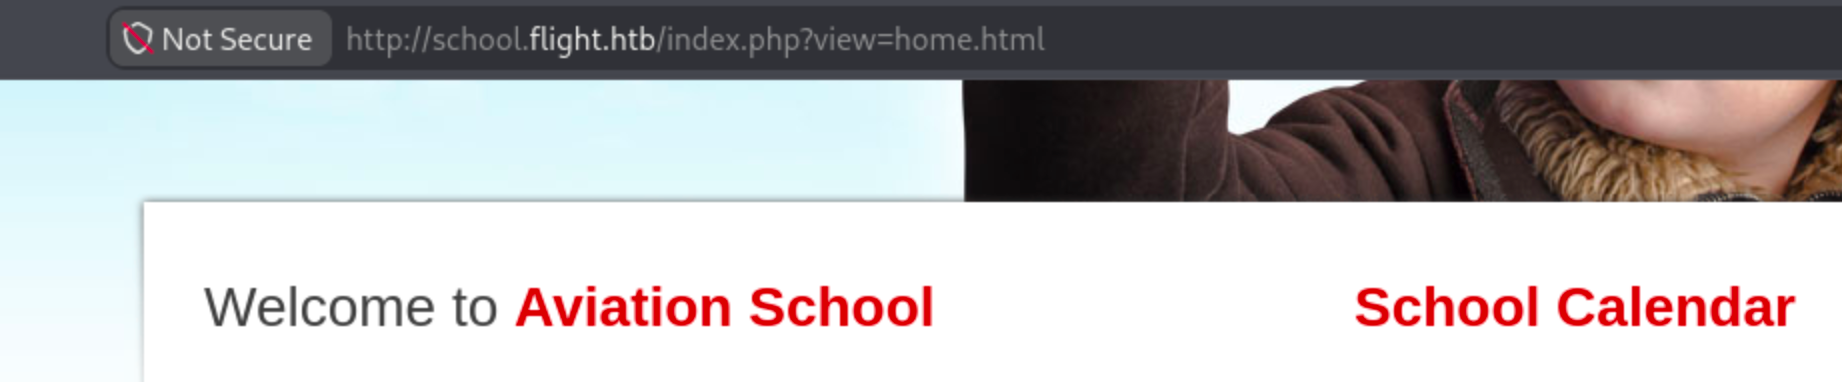 Not Secure http://school.flight.htb/index.php?view=home.html
Welcome to Aviation School
School Calendar